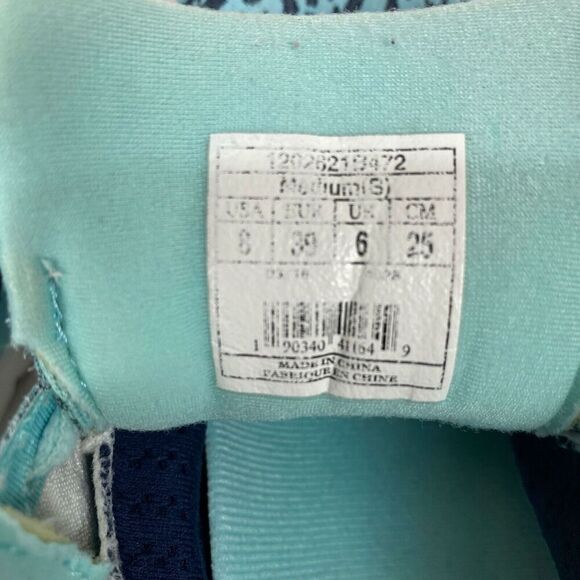 1202621B472
Medium(B)
USA EUR UK CM
8 39 6 25
1 90340 41164 9
MADE IN CHINA
FABRIQUE EN CHINE